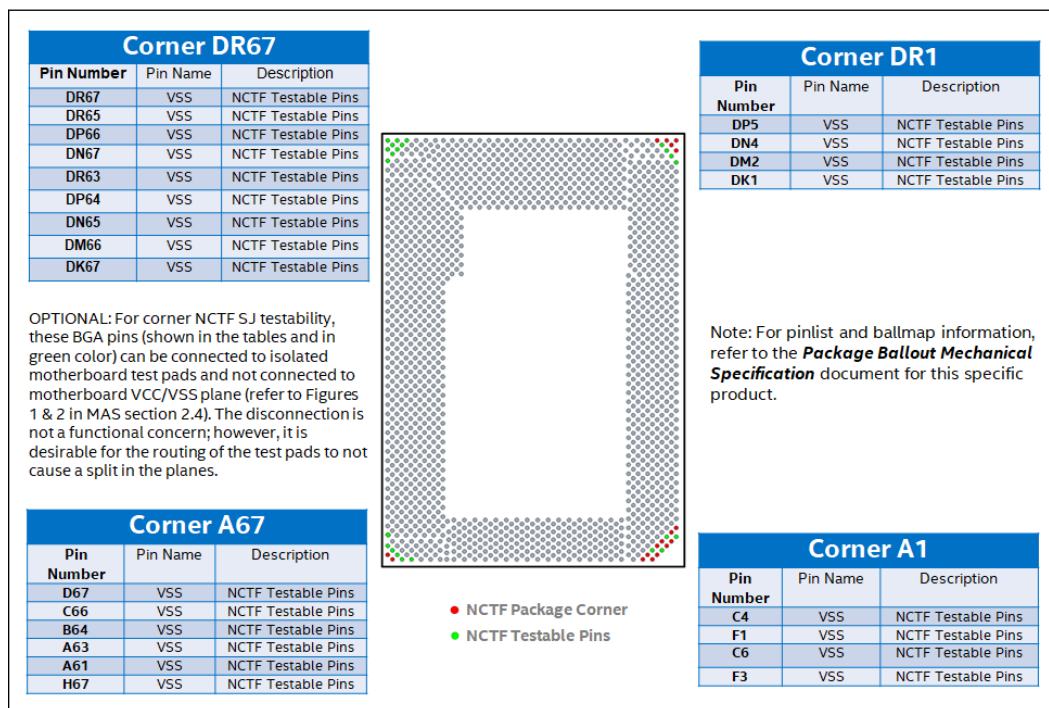 Corner DR67
Pin Number Pin Name Description
DR67 VSS NCTF Testable Pins
DR65 VSS NCTF Testable Pins
DP66 VSS NCTF Testable Pins
DN67 VSS NCTF Testable Pins
DR63 VSS NCTF Testable Pins
DP64 VSS NCTF Testable Pins
DN65 VSS NCTF Testable Pins
DM66 VSS NCTF Testable Pins
DK67 VSS NCTF Testable Pins
OPTIONAL: For corner NCTF SJ testability,
these BGA pins (shown in the tables and in
green color) can be connected to isolated
motherboard test pads and not connected to
motherboard VCC/VSS plane (refer to Figures
1 & 2 in MAS section 2.4). The disconnection is
not a functional concern; however, it is
desirable for the routing of the test pads to not
cause a split in the planes.
Corner A67
Pin Pin Name Description
Number
D67 VSS NCTF Testable Pins
C66 VSS NCTF Testable Pins
B64 VSS NCTF Testable Pins
A63 VSS NCTF Testable Pins
A61 VSS NCTF Testable Pins
H67 VSS NCTF Testable Pins
NCTF Package Corner
NCTF Testable Pins
Corner DR1
Pin Pin Name Description
Number
DP5 VSS NCTF Testable Pins
DN4 VSS NCTF Testable Pins
DM2 VSS NCTF Testable Pins
DK1 VSS NCTF Testable Pins
Note: For pinlist and ballmap information,
refer to the Package Ballout Mechanical
Specification document for this specific
product.
Corner A1
Pin Pin Name Description
Number
C4 VSS NCTF Testable Pins
F1 VSS NCTF Testable Pins
C6 VSS NCTF Testable Pins
F3 VSS NCTF Testable Pins